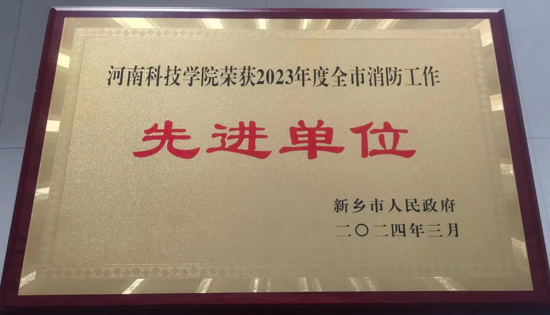 河南科技学院荣获2023年度全市消防工作
先进单位
新乡市人民政府
二〇二四年三月